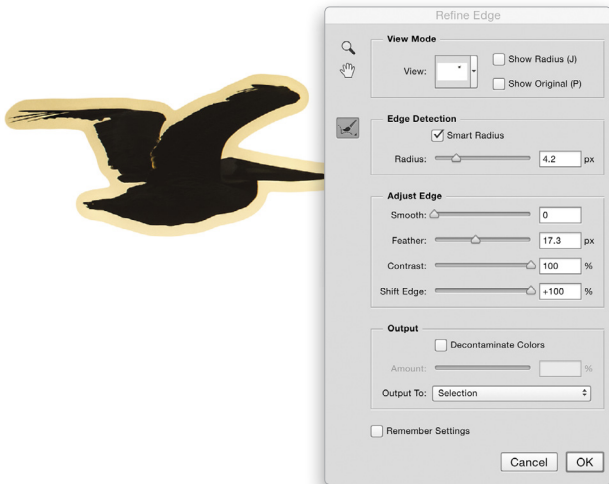 Refine Edge
View Mode
View:
Show Radius (J)
Show Original (P)
Edge Detection
Smart Radius
Radius: 4.2 px
Adjust Edge
Smooth: 0
Feather: 17.3 px
Contrast: 100 %
Shift Edge: +100 %
Output
Decontaminate Colors
Amount: %
Output To: Selection
Remember Settings
Cancel OK